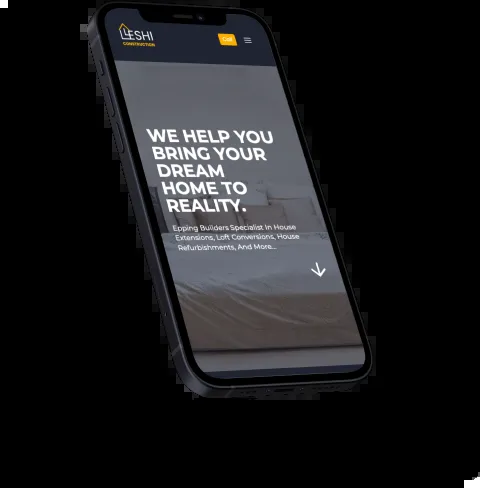 LESHI
CONSTRUCTION
Call
WE HELP YOU
BRING YOUR
DREAM
HOME TO
REALITY.
Epping Builders Specialist In House
Extensions, Loft Conversions, House
Refurbishments, And More...